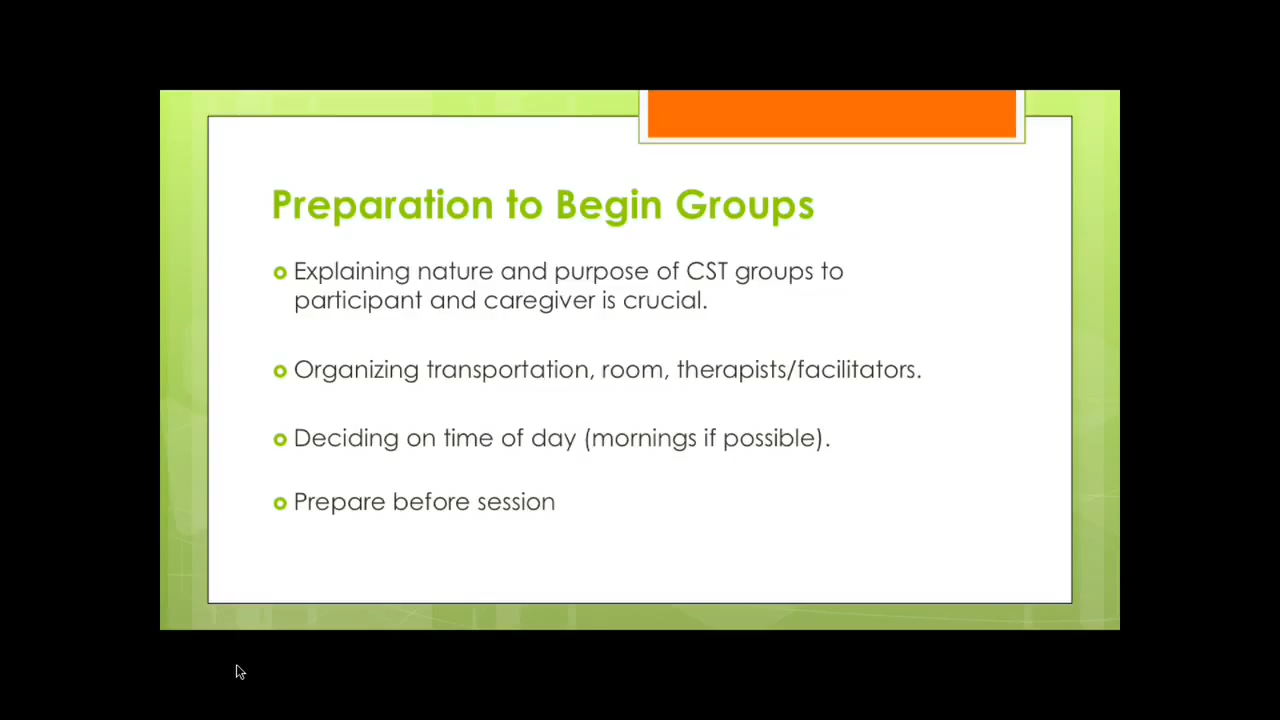 Preparation to Begin Groups
Explaining nature and purpose of CST groups to
participant and caregiver is crucial.
Organizing transportation, room, therapists/facilitators.
Deciding on time of day (mornings if possible).
Prepare before session